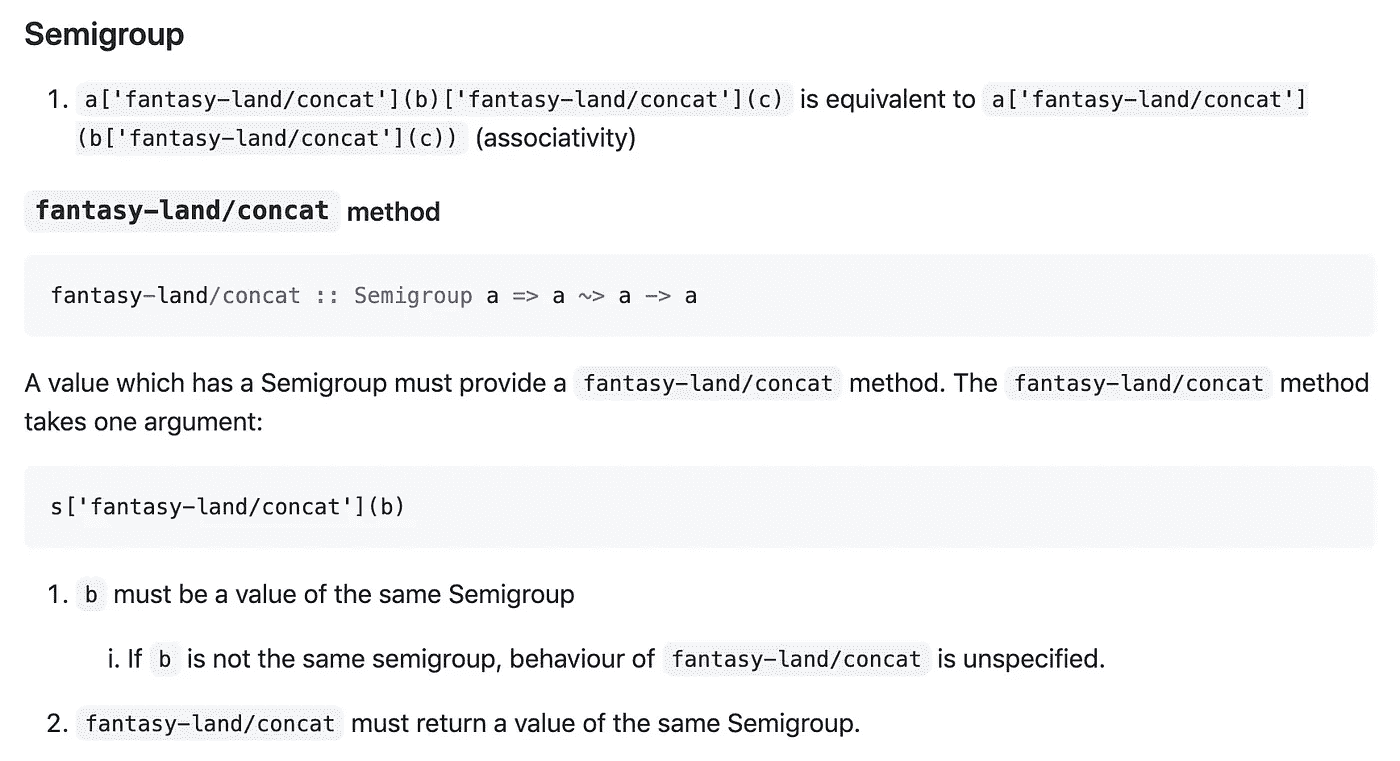 Semigroup
1. a['fantasy-land/concat'](b)['fantasy-land/concat'](c) is equivalent to a['fantasy-land/concat']
(b['fantasy-land/concat'](c)) (associativity)
fantasy-land/concat method
fantasy-land/concat :: Semigroup a => a ~> a -> a
A value which has a Semigroup must provide a fantasy-land/concat method. The fantasy-land/concat method
takes one argument:
s['fantasy-land/concat'](b)
1. b must be a value of the same Semigroup
i. If b is not the same semigroup, behaviour of fantasy-land/concat is unspecified.
2. fantasy-land/concat must return a value of the same Semigroup.